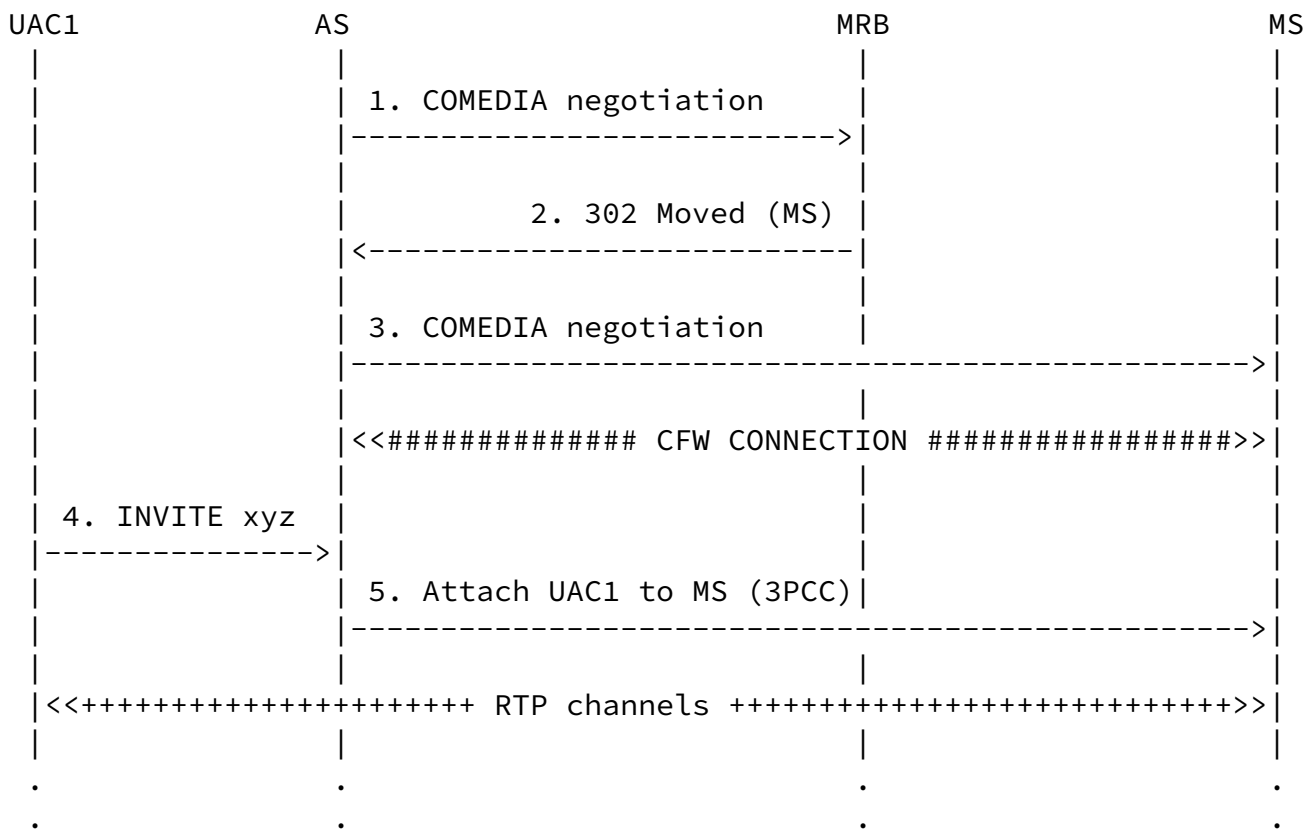 UAC1 AS MRB MS
1. COMEDIA negotiation
2. 302 Moved (MS)
3. COMEDIA negotiation
<<############## CFW CONNECTION #################>>
4. INVITE xyz
5. Attach UAC1 to MS (3PCC)
<<++++++++++++++++++++++ RTP channels ++++++++++++++++++++++++++++>>